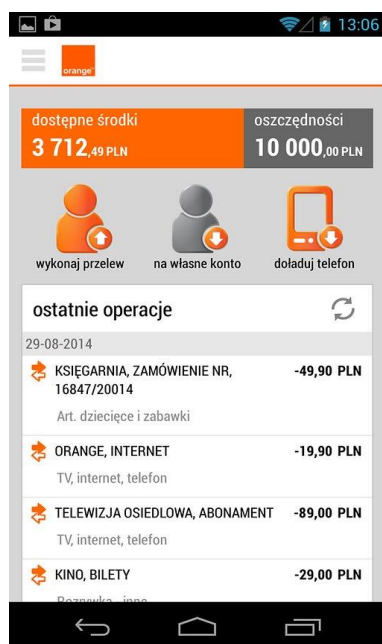 13:06
orange™
dostępne środki
oszczędności
3 712,49 PLN
10 000,00 PLN
wykonaj przelew
na własne konto
doładuj telefon
ostatnie operacje
29-08-2014
KSIĘGARNIA, ZAMÓWIENIE NR, -49,90 PLN
16847/20014
Art. dziecięce i zabawki
ORANGE, INTERNET -19,90 PLN
TV, internet, telefon
TELEWIZJA OSIEDLOWA, ABONAMENT -89,00 PLN
TV, internet, telefon
KINO, BILETY -29,00 PLN
Rozrywka - inne